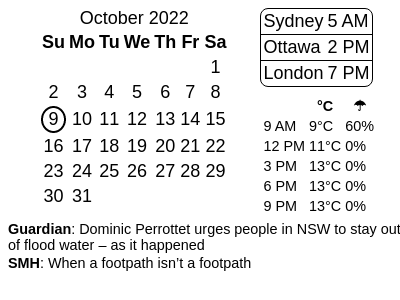 October 2022
Su Mo Tu We Th Fr Sa
1
2 3 4 5 6 7 8
9 10 11 12 13 14 15
16 17 18 19 20 21 22
23 24 25 26 27 28 29
30 31
Sydney 5 AM
Ottawa 2 PM
London 7 PM
°C ☂
9 AM 9°C 60%
12 PM 11°C 0%
3 PM 13°C 0%
6 PM 13°C 0%
9 PM 13°C 0%
Guardian: Dominic Perrottet urges people in NSW to stay out
of flood water – as it happened
SMH: When a footpath isn’t a footpath